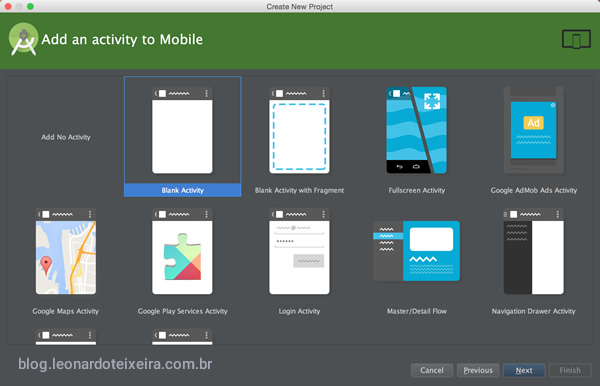 Create New Project
Add an activity to Mobile
Add No Activity
Blank Activity
Blank Activity with Fragment
Fullscreen Activity
Ad
Google AdMob Ads Activity
Google Maps Activity
Google Play Services Activity
Login Activity
Master/Detail Flow
Navigation Drawer Activity
blog.leonardoteixeira.com.br
Cancel
Previous
Next
Finish